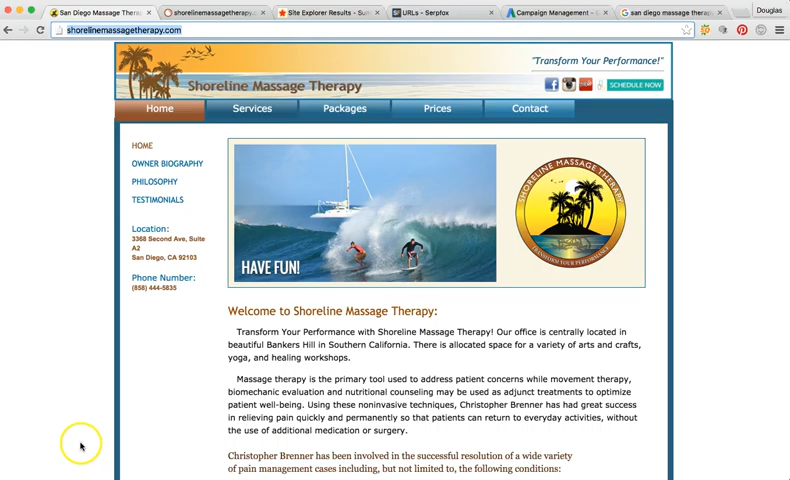 San Diego Massage Therap
shorelinemassagetherapy.c
Site Explorer Results - Su
URLs - Serpfox
Campaign Management -
san diego massage therap
Douglas
shorelinemassagetherapy.com
"Transform Your Performance!"
Shoreline Massage Therapy
SCHEDULE NOW
Home Services Packages Prices Contact
HOME
OWNER BIOGRAPHY
PHILOSOPHY
TESTIMONIALS
Location:
3368 Second Ave, Suite
A2
San Diego, CA 92103
Phone Number:
(858) 444-5835
HAVE FUN!
SHORELINE MASSAGE THERAPY
TRANSFORM YOUR PERFORMANCE
Welcome to Shoreline Massage Therapy:
Transform Your Performance with Shoreline Massage Therapy! Our office is centrally located in
beautiful Bankers Hill in Southern California. There is allocated space for a variety of arts and crafts,
yoga, and healing workshops.
Massage therapy is the primary tool used to address patient concerns while movement therapy,
biomechanic evaluation and nutritional counseling may be used as adjunct treatments to optimize
patient well-being. Using these noninvasive techniques, Christopher Brenner has had great success
in relieving pain quickly and permanently so that patients can return to everyday activities, without
the use of additional medication or surgery.
Christopher Brenner has been involved in the successful resolution of a wide variety
of pain management cases including, but not limited to, the following conditions: